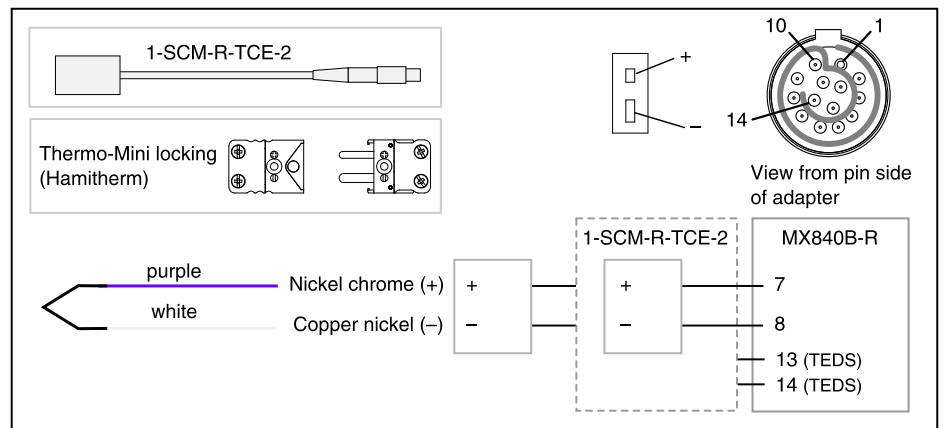 1-SCM-R-TCE-2
Thermo-Mini locking
(Hamitherm)
+
–
10
1
14
View from pin side
of adapter
1-SCM-R-TCE-2
MX840B-R
purple
Nickel chrome (+)
+
+
7
white
Copper nickel (–)
–
–
8
13 (TEDS)
14 (TEDS)